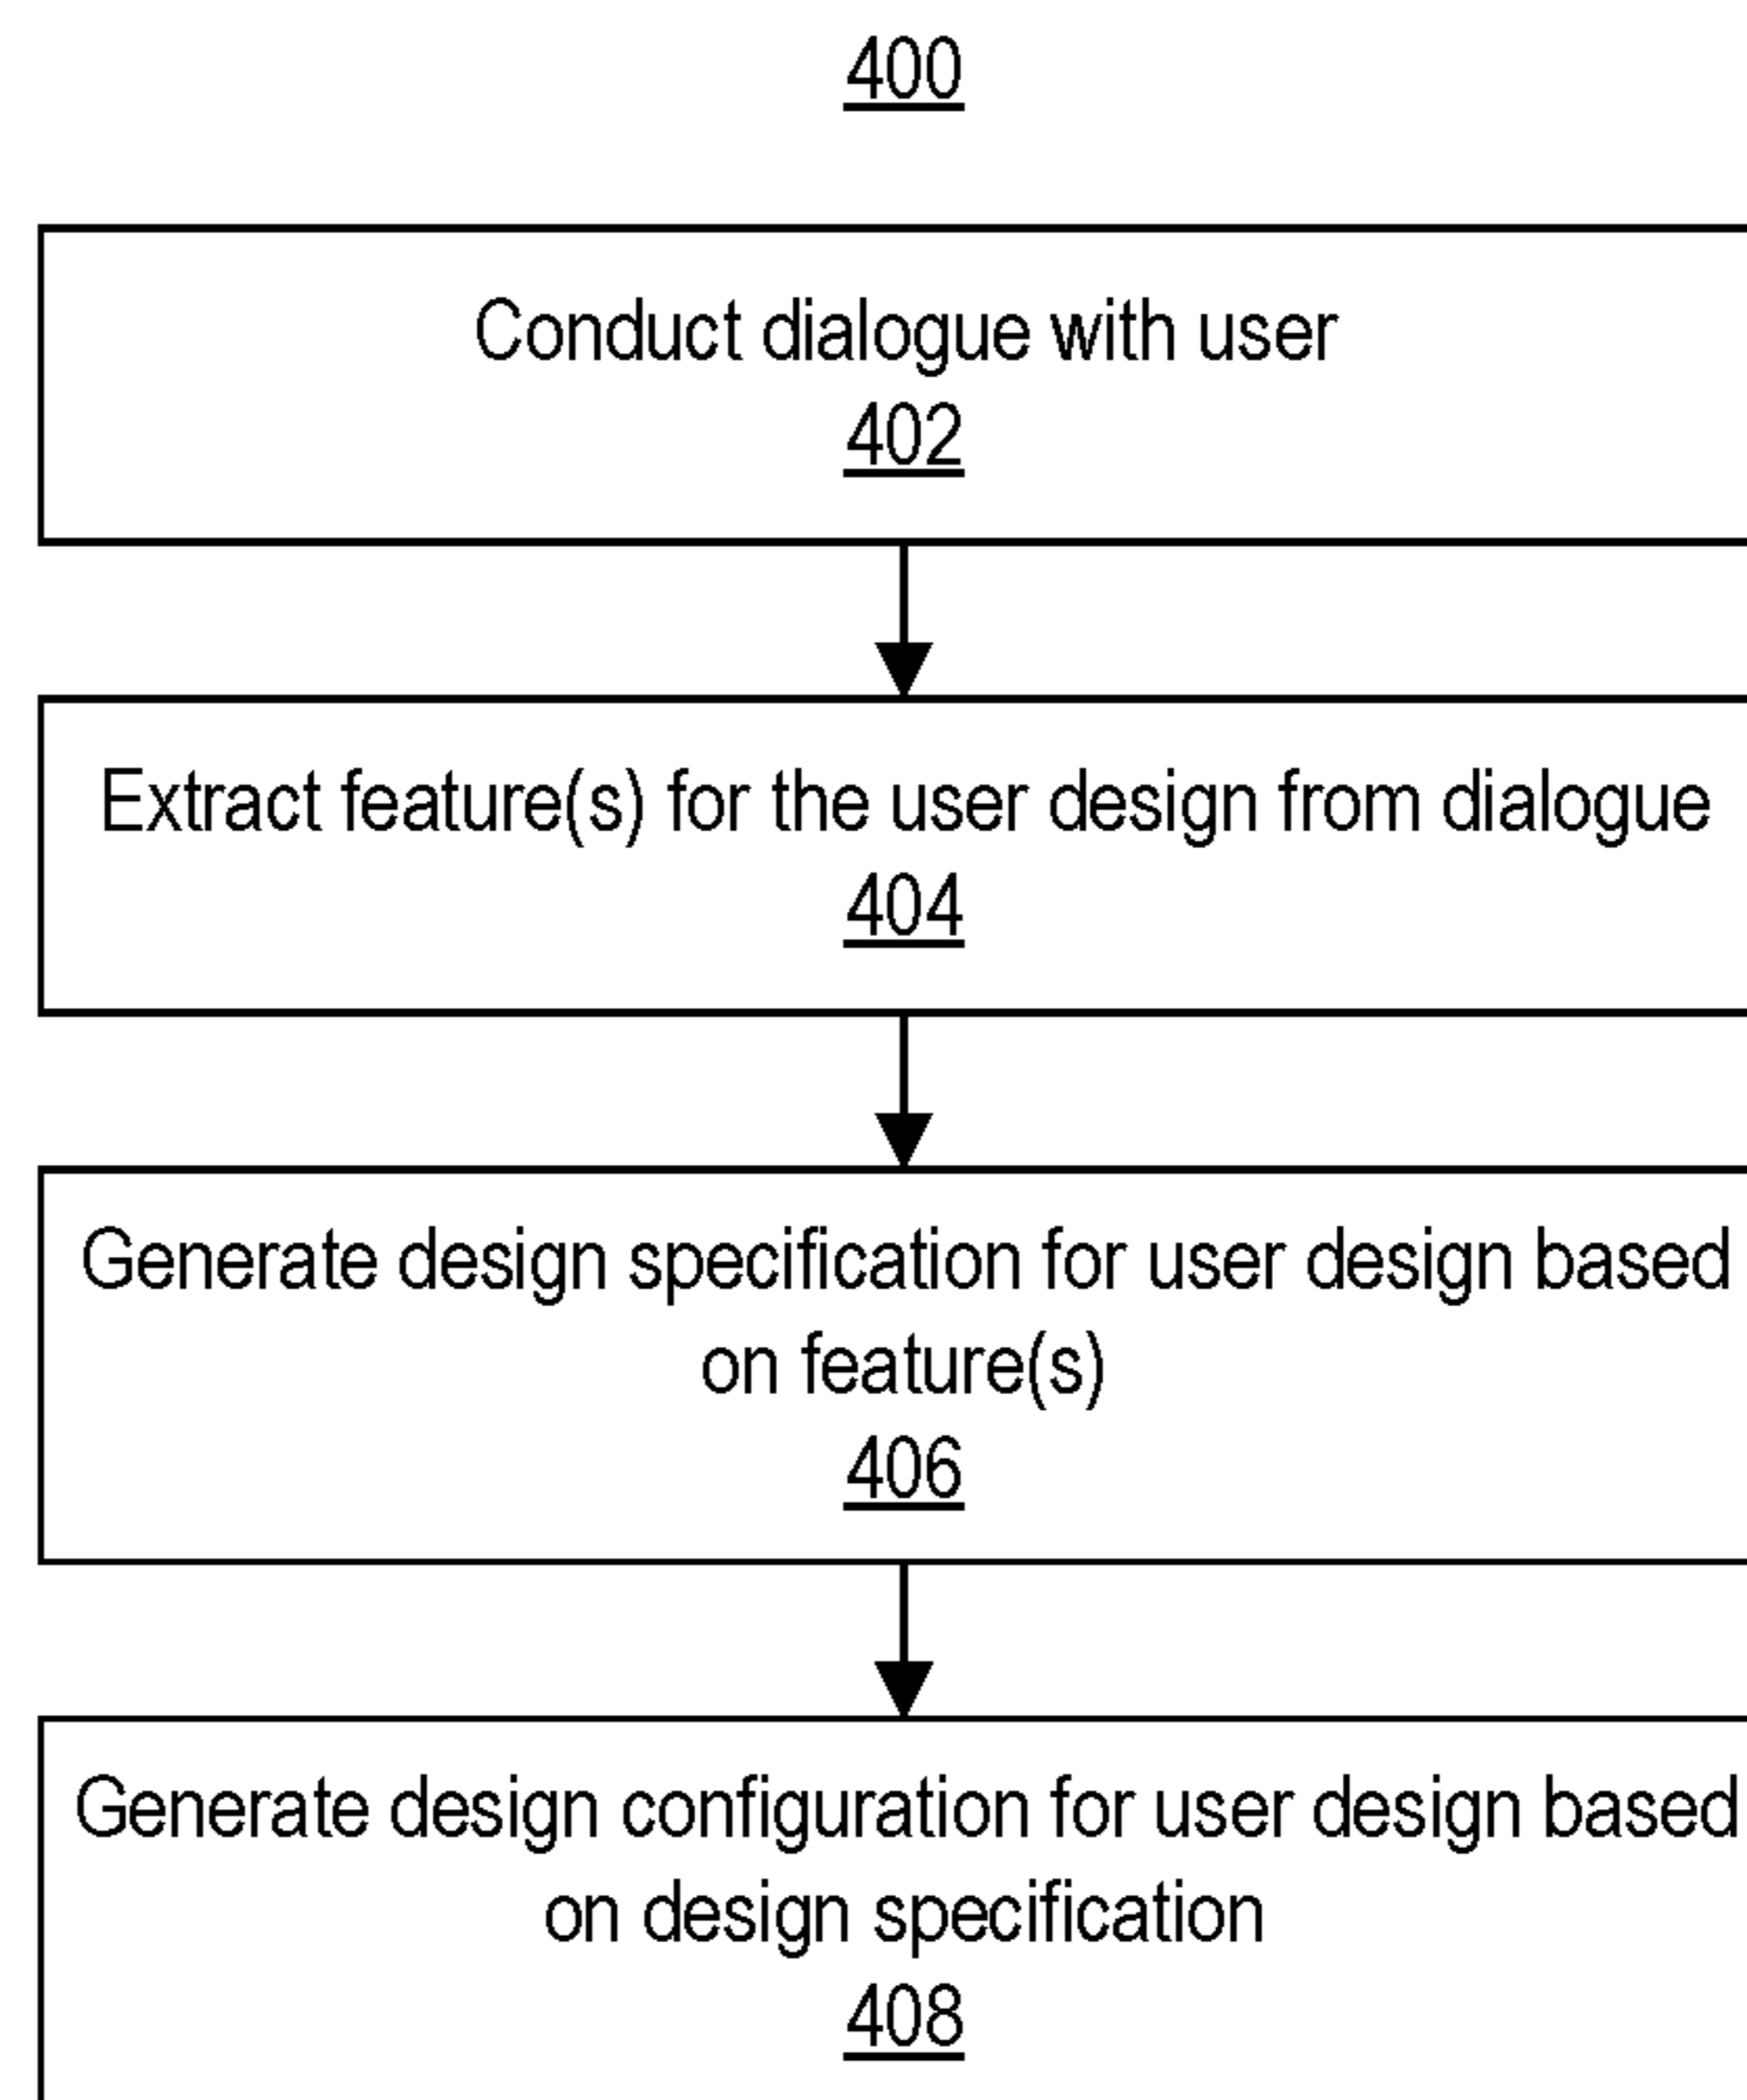 400
Conduct dialogue with user
402
Extract feature(s) for the user design from dialogue
404
Generate design specification for user design based
on feature(s)
406
Generate design configuration for user design based
on design specification
408